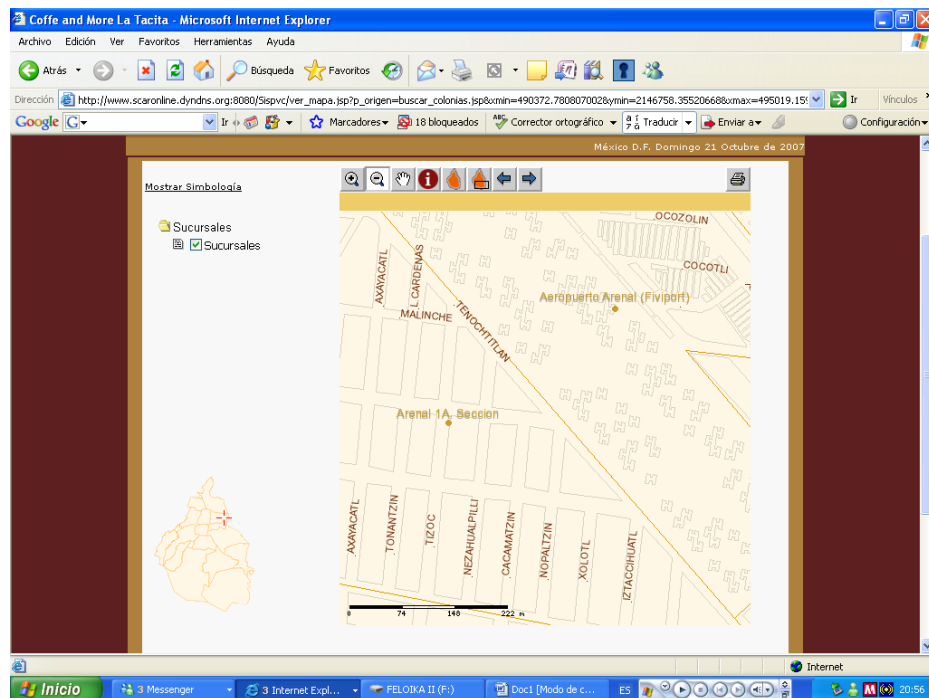 Coffe and More La Tacita - Microsoft Internet Explorer
Archivo Edición Ver Favoritos Herramientas Ayuda
Atrás Búsqueda Favoritos
Dirección http://www.scaronline.dyndns.org:8080/Sispvc/ver_mapa.jsp?p_origen=buscar_colonias.jsp&xmin=490372.780807002&ymin=2146758.35520668&xmax=495019.15 Ir Vínculos »
Google G Ir Marcadores 18 bloqueados Corrector ortográfico Traducir Enviar a Configuración
México D.F. Domingo 21 Octubre de 2007
Mostrar Simbología
Sucursales
Sucursales
OCOZOLIN
COCOTLI
AXAYACATL
L.CARDENAS
MALINCHE
TENOCHTITLAN
Aeropuerto Arenal (Fiviport)
Arenal 1A. Seccion
AXAYACATL
TONANTZIN
TIZOC
NEZAHUALPILLI
CACAMATZIN
NOPALTZIN
XOLOTL
IZTACCIHUATL
0 74 148 222 m
Internet
Inicio 3 Messenger 3 Internet Expl... FELOIKA II (F:) Doc1 [Modo de c... ES 20:56